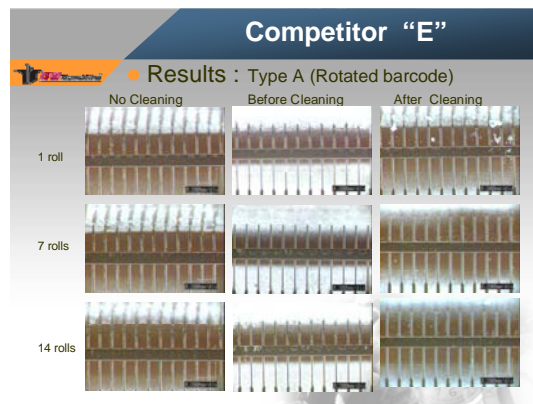 Competitor “E”
Results : Type A (Rotated barcode)
No Cleaning Before Cleaning After Cleaning
1 roll
7 rolls
14 rolls